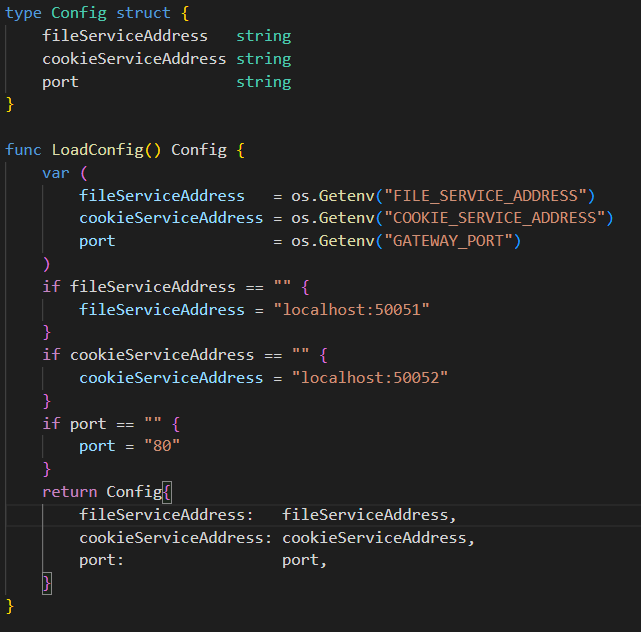 type Config struct {
    fileServiceAddress   string
    cookieServiceAddress string
    port                 string
}

func LoadConfig() Config {
    var (
        fileServiceAddress   = os.Getenv("FILE_SERVICE_ADDRESS")
        cookieServiceAddress = os.Getenv("COOKIE_SERVICE_ADDRESS")
        port                 = os.Getenv("GATEWAY_PORT")
    )
    if fileServiceAddress == "" {
        fileServiceAddress = "localhost:50051"
    }
    if cookieServiceAddress == "" {
        cookieServiceAddress = "localhost:50052"
    }
    if port == "" {
        port = "80"
    }
    return Config{
        fileServiceAddress:   fileServiceAddress,
        cookieServiceAddress: cookieServiceAddress,
        port:                 port,
    }
}